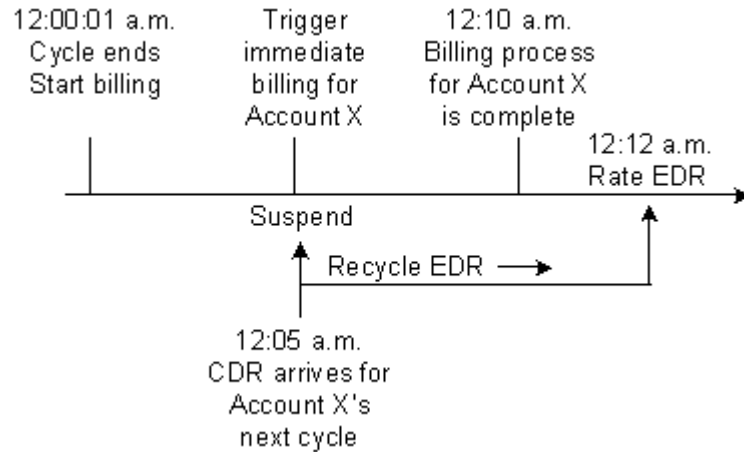 12:00:01 a.m.
Cycle ends
Start billing
Trigger
immediate
billing for
Account X
12:10 a.m.
Billing process
for Account X
is complete
12:12 a.m.
Rate EDR
Suspend
Recycle EDR
12:05 a.m.
CDR arrives for
Account X's
next cycle